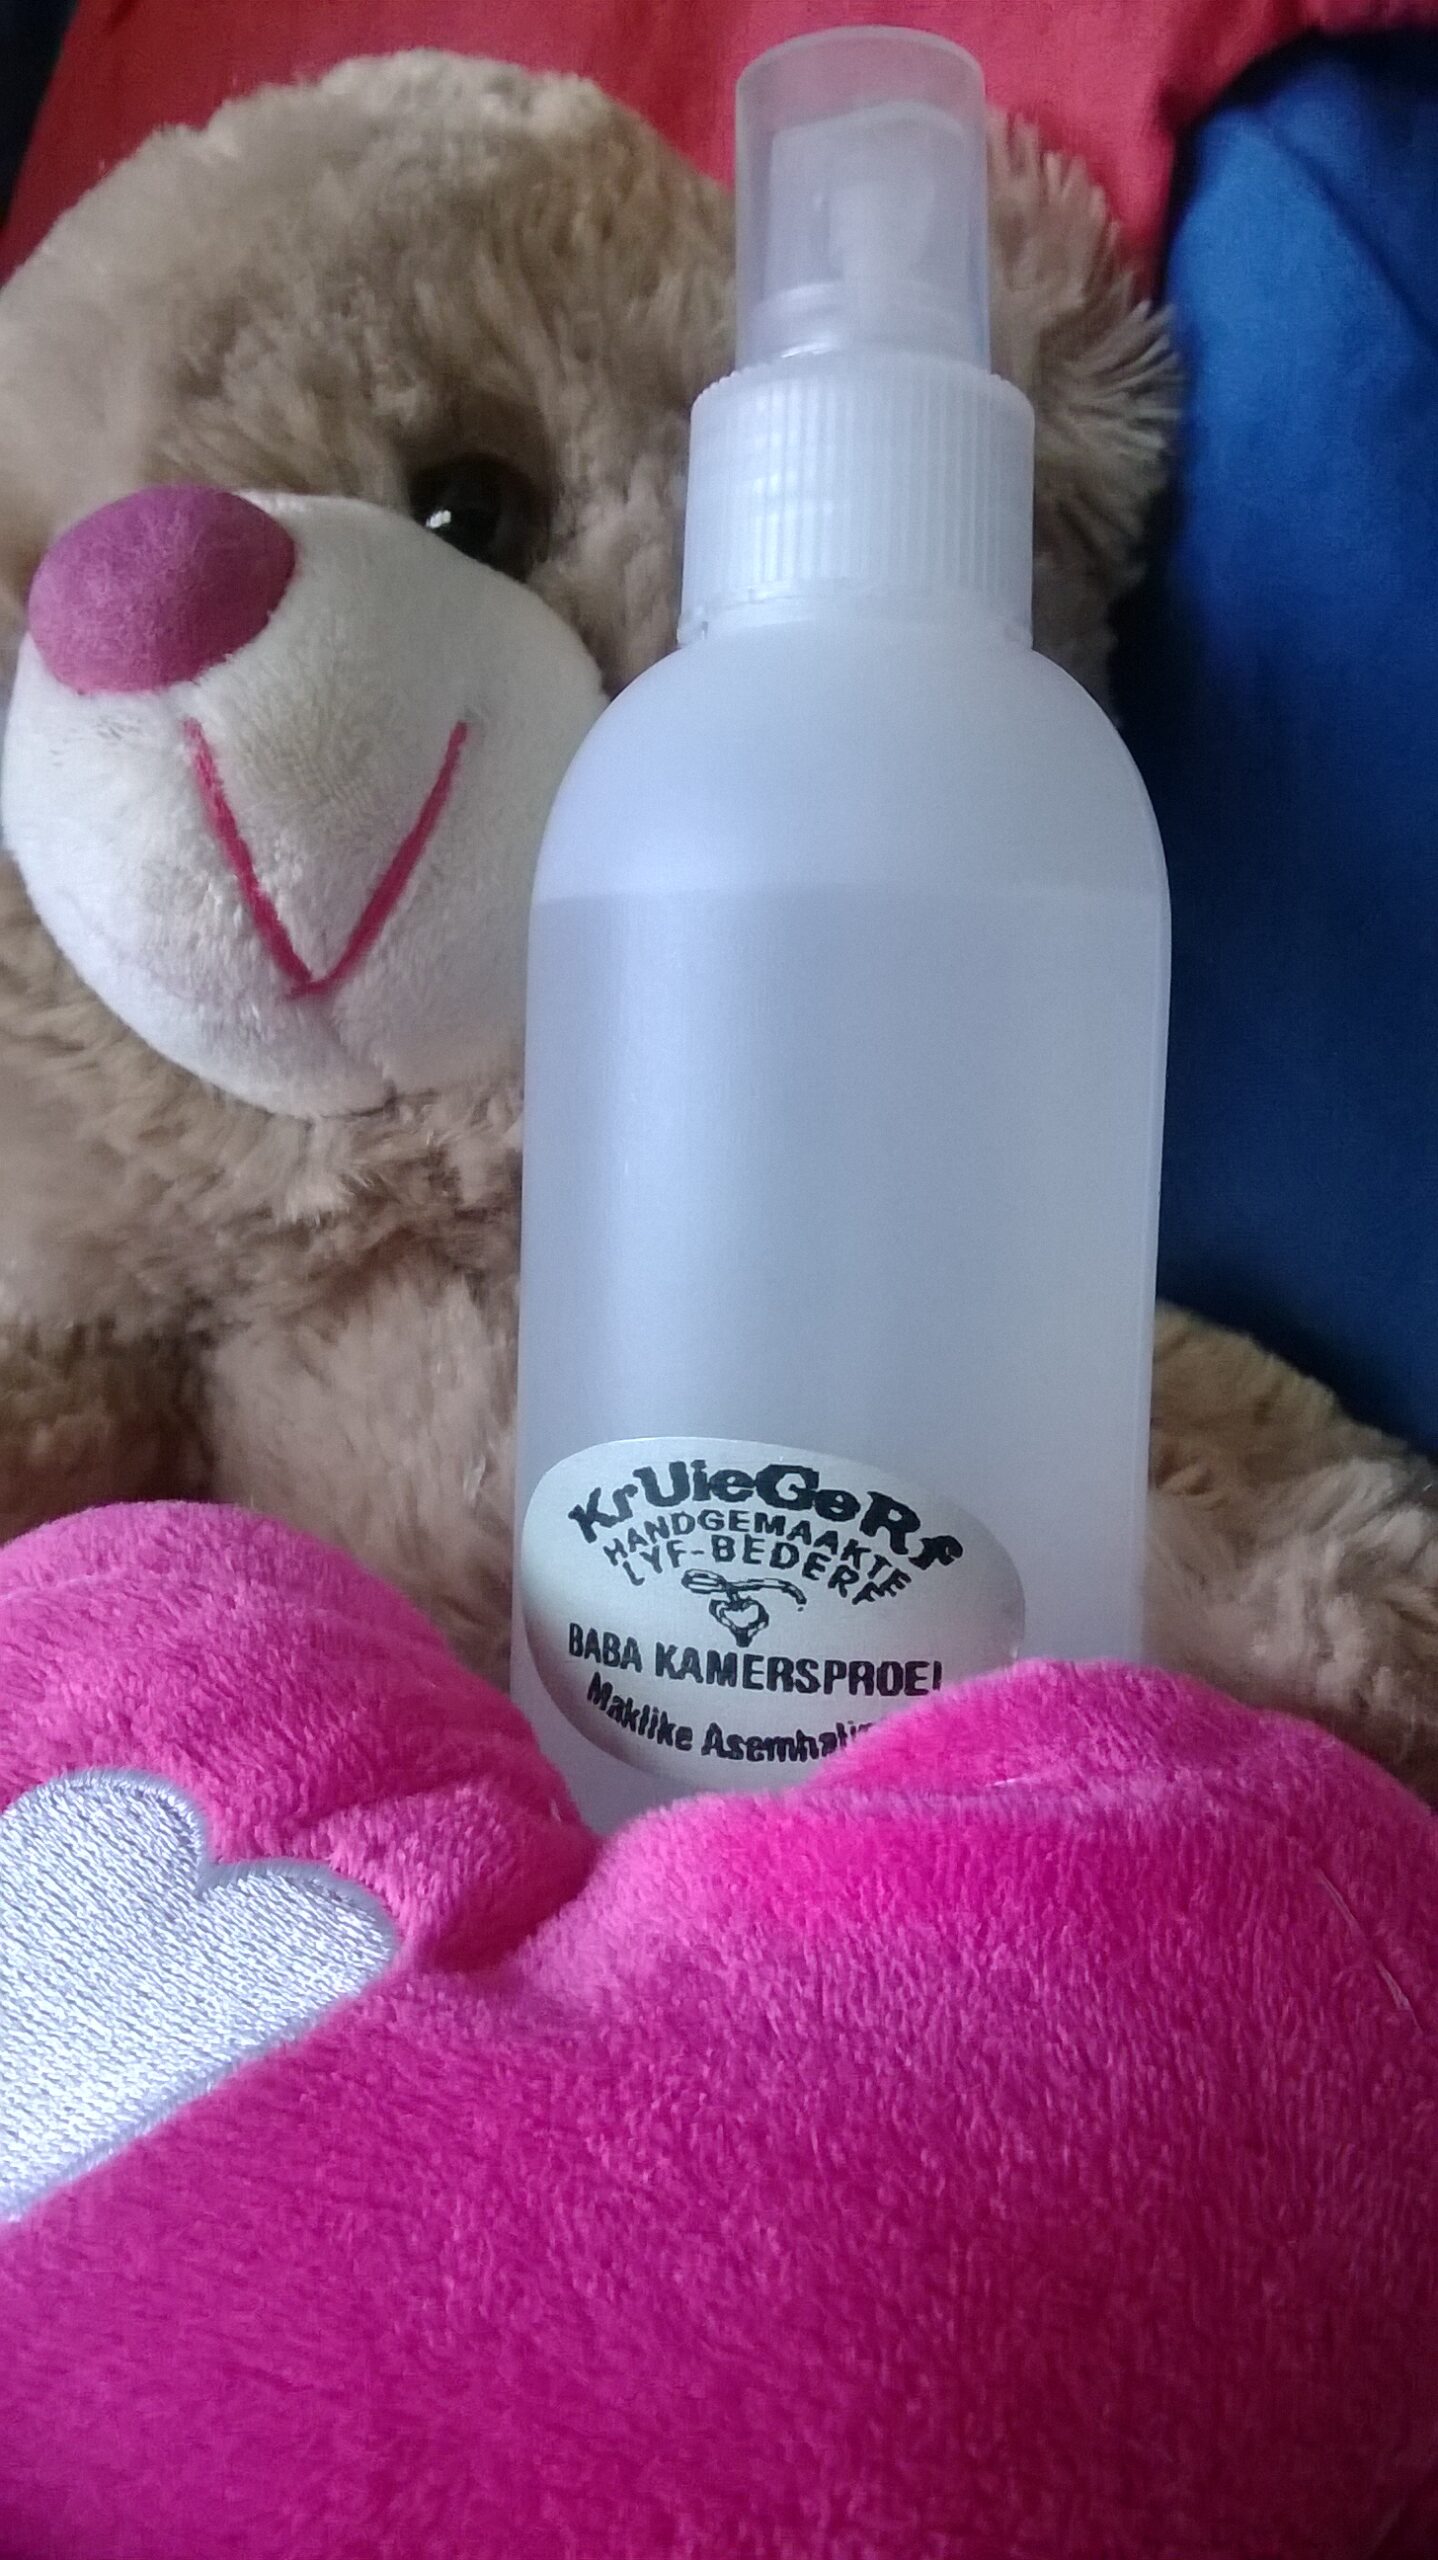 KrUieGeRf
HANDGEMAAKTE
LYF-BEDERF
BABA KAMERSPROEI
Maklike